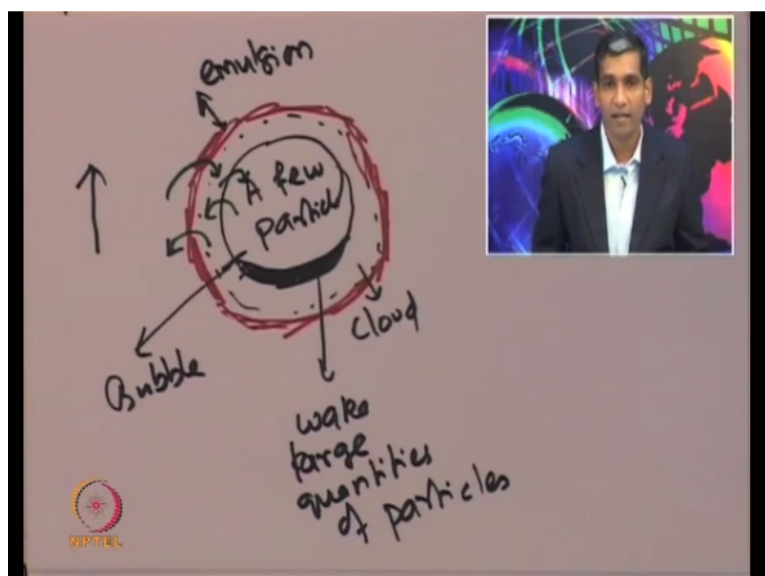 emulsion
A few
particle
Bubble
cloud
wake
large
quantities
of particles
NPTEL